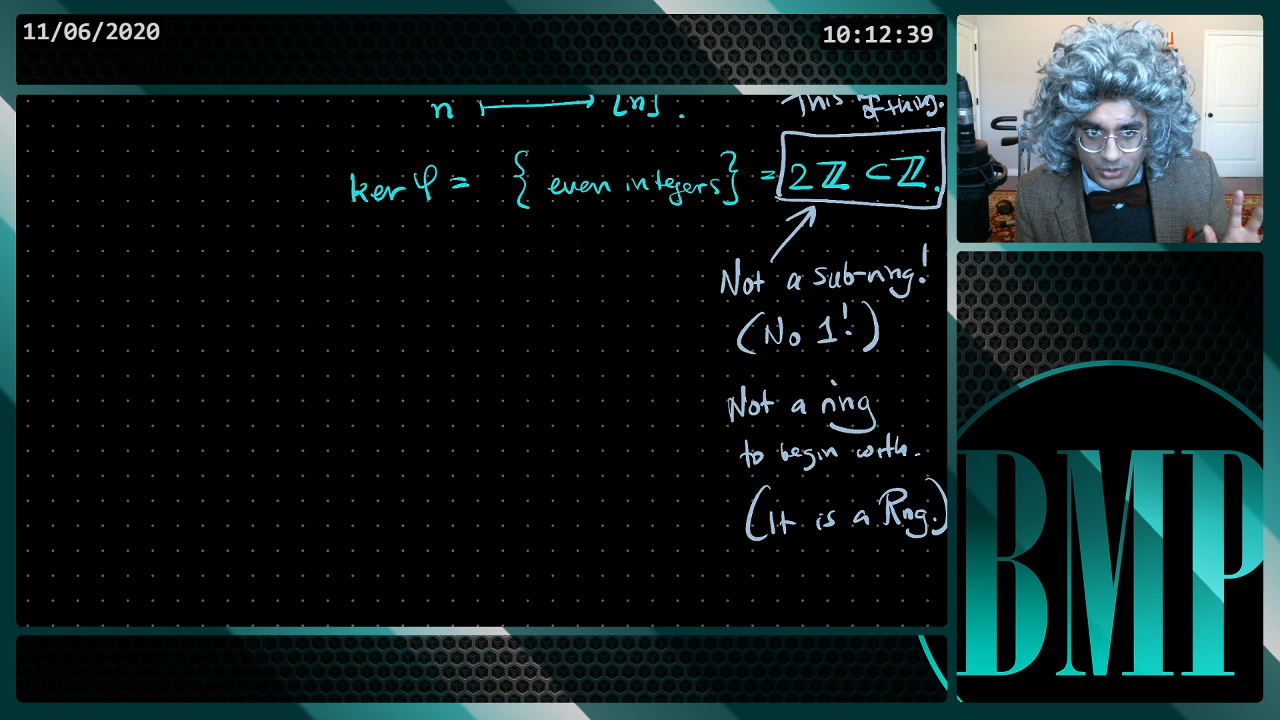 11/06/2020
10:12:39
n ⟼ [n].
This
of thing.
ker φ = { even integers } = 2ℤ ⊂ ℤ.
Not a sub-ring!
(No 1!)
Not a ring
to begin with.
(It is a Rng.)
BMP